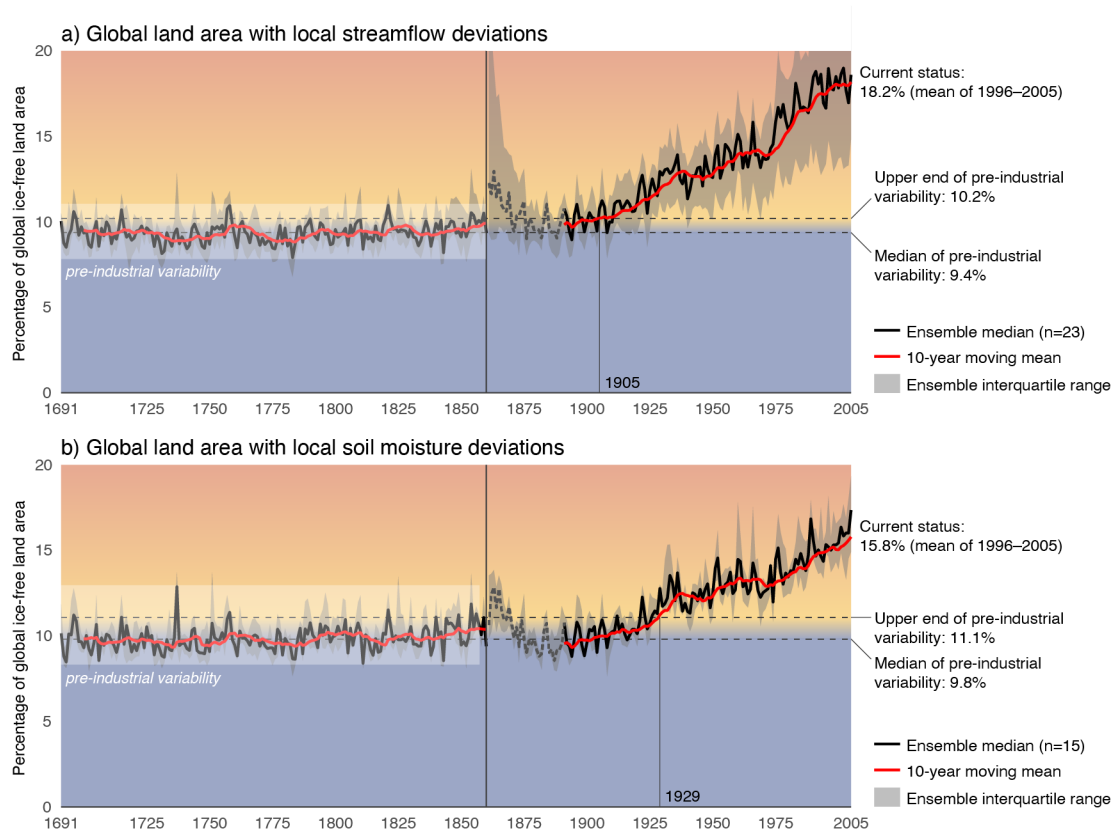 a) Global land area with local streamflow deviations
Percentage of global ice-free land area
20
15
10
5
0
pre-industrial variability
1905
1691
1725
1750
1775
1800
1825
1850
1875
1900
1925
1950
1975
2005
Current status:
18.2% (mean of 1996–2005)
Upper end of pre-industrial
variability: 10.2%
Median of pre-industrial
variability: 9.4%
Ensemble median (n=23)
10-year moving mean
Ensemble interquartile range
b) Global land area with local soil moisture deviations
Percentage of global ice-free land area
20
15
10
5
0
pre-industrial variability
1929
1691
1725
1750
1775
1800
1825
1850
1875
1900
1925
1950
1975
2005
Current status:
15.8% (mean of 1996–2005)
Upper end of pre-industrial
variability: 11.1%
Median of pre-industrial
variability: 9.8%
Ensemble median (n=15)
10-year moving mean
Ensemble interquartile range